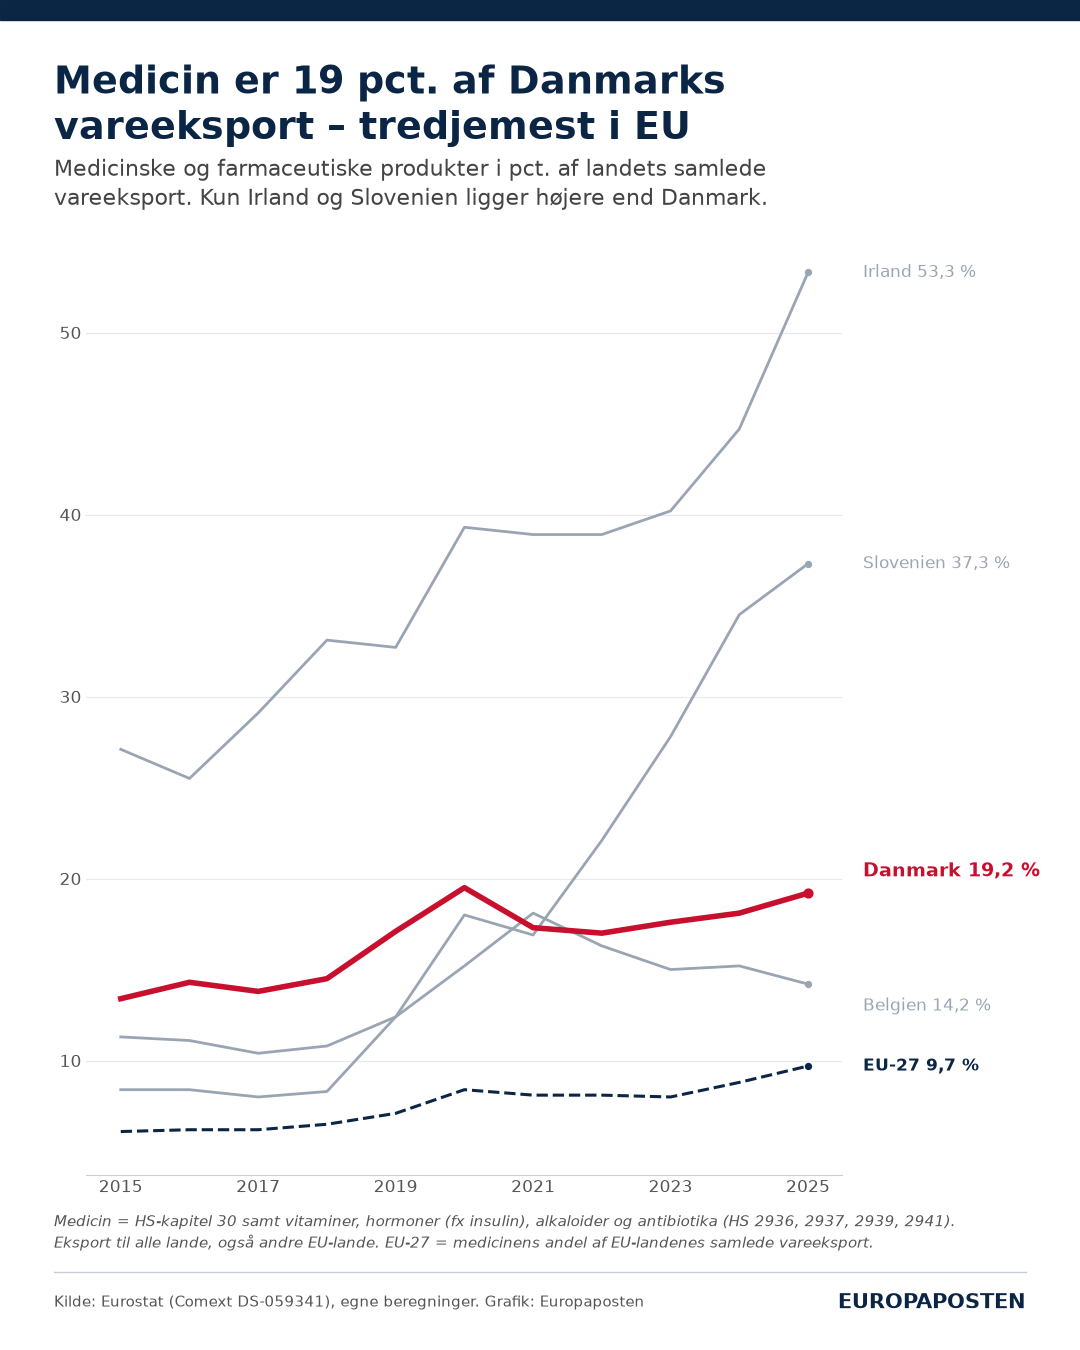 Medicin er 19 pct. af Danmarks
vareeksport – tredjemest i EU
Medicinske og farmaceutiske produkter i pct. af landets samlede
vareeksport. Kun Irland og Slovenien ligger højere end Danmark.
Irland 53,3 %
50
40
Slovenien 37,3 %
30
Danmark 19,2 %
20
Belgien 14,2 %
10
EU-27 9,7 %
2015 2017 2019 2021 2023 2025
Medicin = HS-kapitel 30 samt vitaminer, hormoner (fx insulin), alkaloider og antibiotika (HS 2936, 2937, 2939, 2941).
Eksport til alle lande, også andre EU-lande. EU-27 = medicinens andel af EU-landenes samlede vareeksport.
Kilde: Eurostat (Comext DS-059341), egne beregninger. Grafik: Europaposten
EUROPAPOSTEN